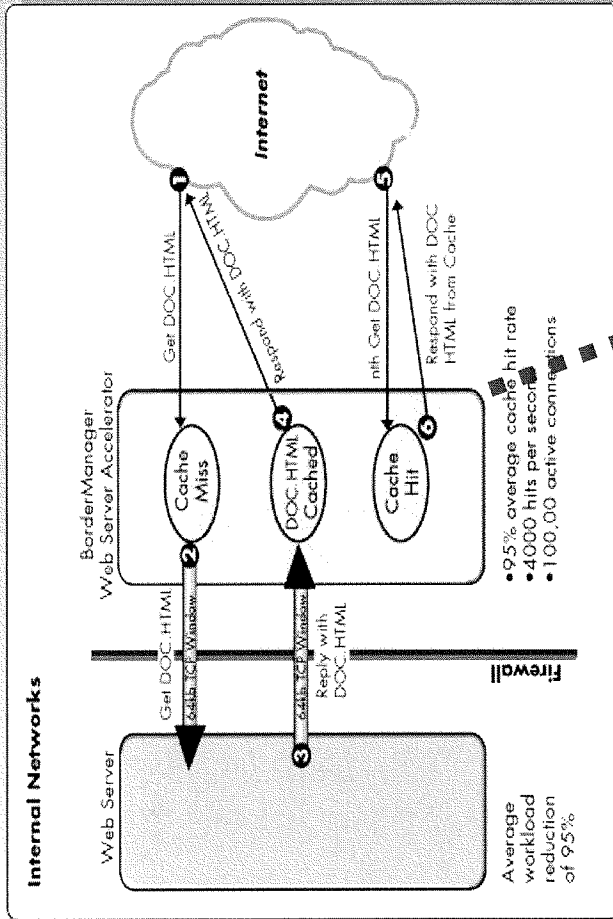 Internal Networks
Web Server
BorderManager
Web Server Accelerator
Internet
Get DOC.HTML
64kb TCP Window
2
Cache
Miss
Get DOC.HTML
1
3
64kb TCP Window
Reply with
DOC.HTML
DOC.HTML
Cached
4
Respond with DOC.HTML
Cache
Hit
nth Get DOC.HTML
5
6
Respond with DOC
HTML from Cache
Firewall
Average
workload
reduction
of 95%
•95% average cache hit rate
•4000 hits per second
•100,00 active connections